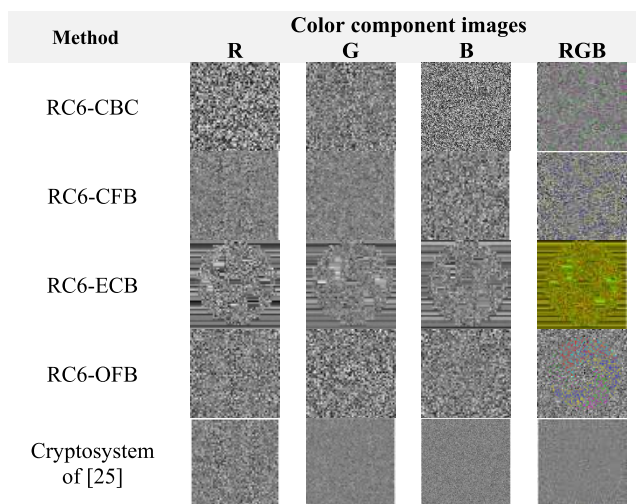 Method
Color component images
R G B RGB
RC6-CBC
RC6-CFB
RC6-ECB
RC6-OFB
Cryptosystem
of [25]